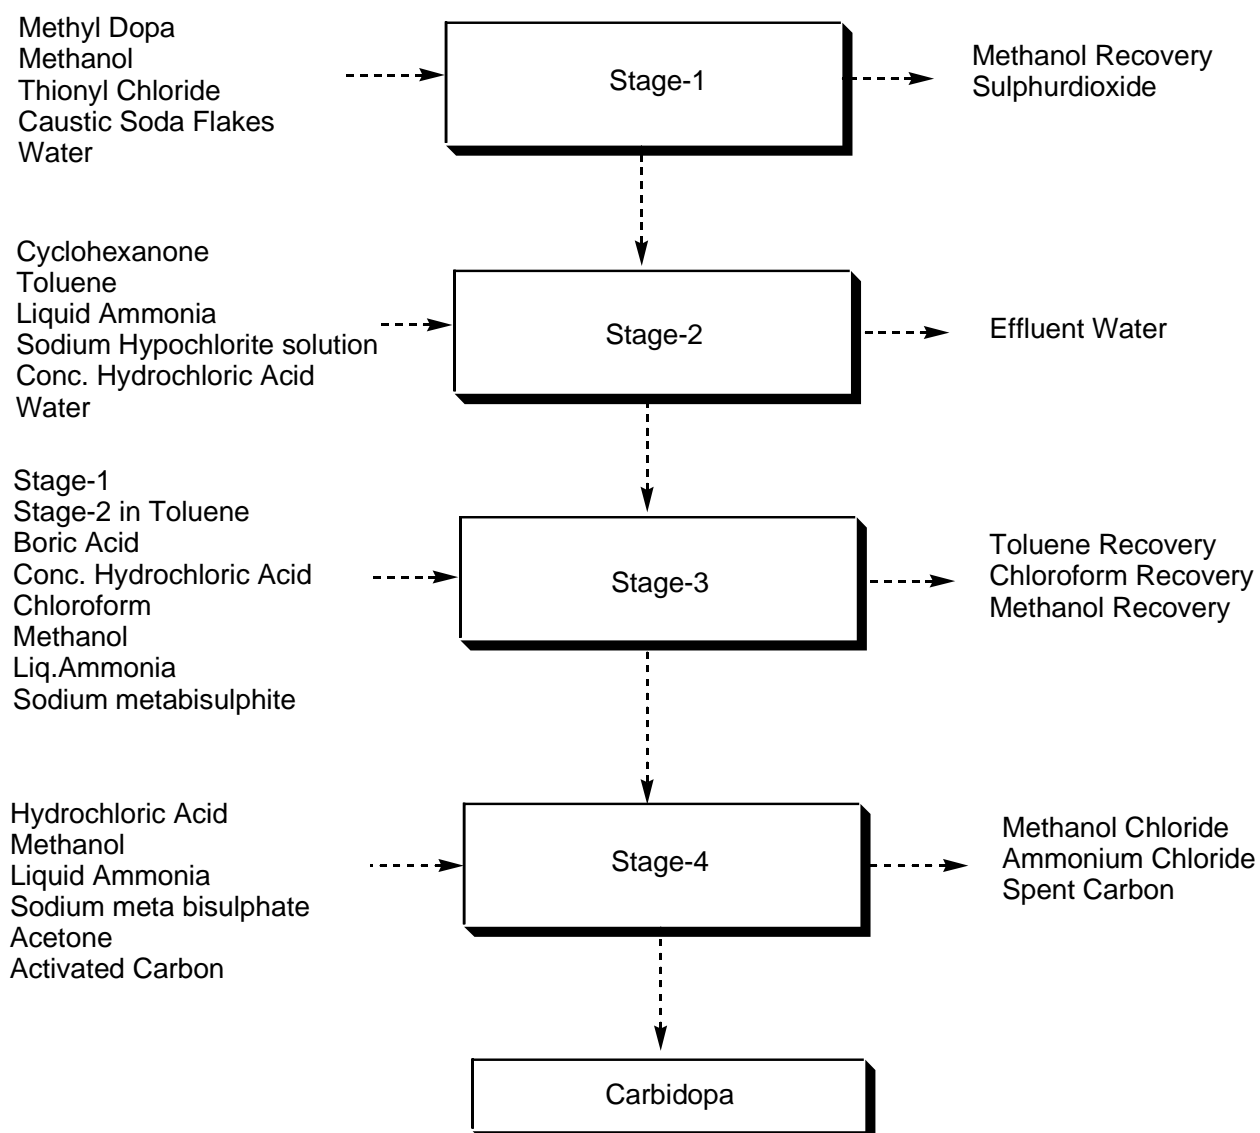 Methyl Dopa
Methanol
Thionyl Chloride
Caustic Soda Flakes
Water
Stage-1
Methanol Recovery
Sulphurdioxide
Cyclohexanone
Toluene
Liquid Ammonia
Sodium Hypochlorite solution
Conc. Hydrochloric Acid
Water
Stage-2
Effluent Water
Stage-1
Stage-2 in Toluene
Boric Acid
Conc. Hydrochloric Acid
Chloroform
Methanol
Liq.Ammonia
Sodium metabisulphite
Stage-3
Toluene Recovery
Chloroform Recovery
Methanol Recovery
Hydrochloric Acid
Methanol
Liquid Ammonia
Sodium meta bisulphate
Acetone
Activated Carbon
Stage-4
Methanol Chloride
Ammonium Chloride
Spent Carbon
Carbidopa